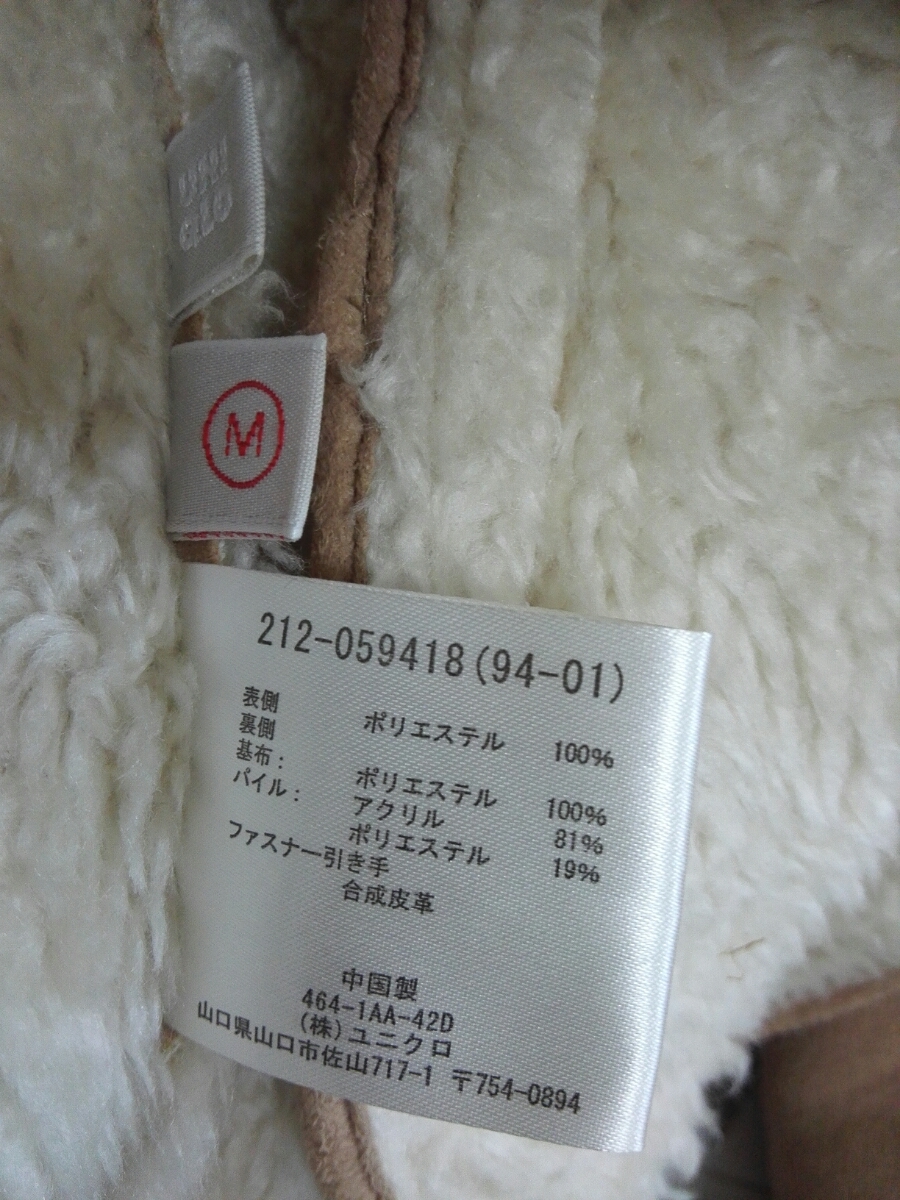 UNI
QLO
M
212-059418(94-01)
表側 ポリエステル 100%
裏側
基布: ポリエステル 100%
パイル: アクリル 81%
ポリエステル 19%
ファスナー引き手
合成皮革
中国製
464-1AA-42D
(株)ユニクロ
山口県山口市佐山717-1 〒754-0894